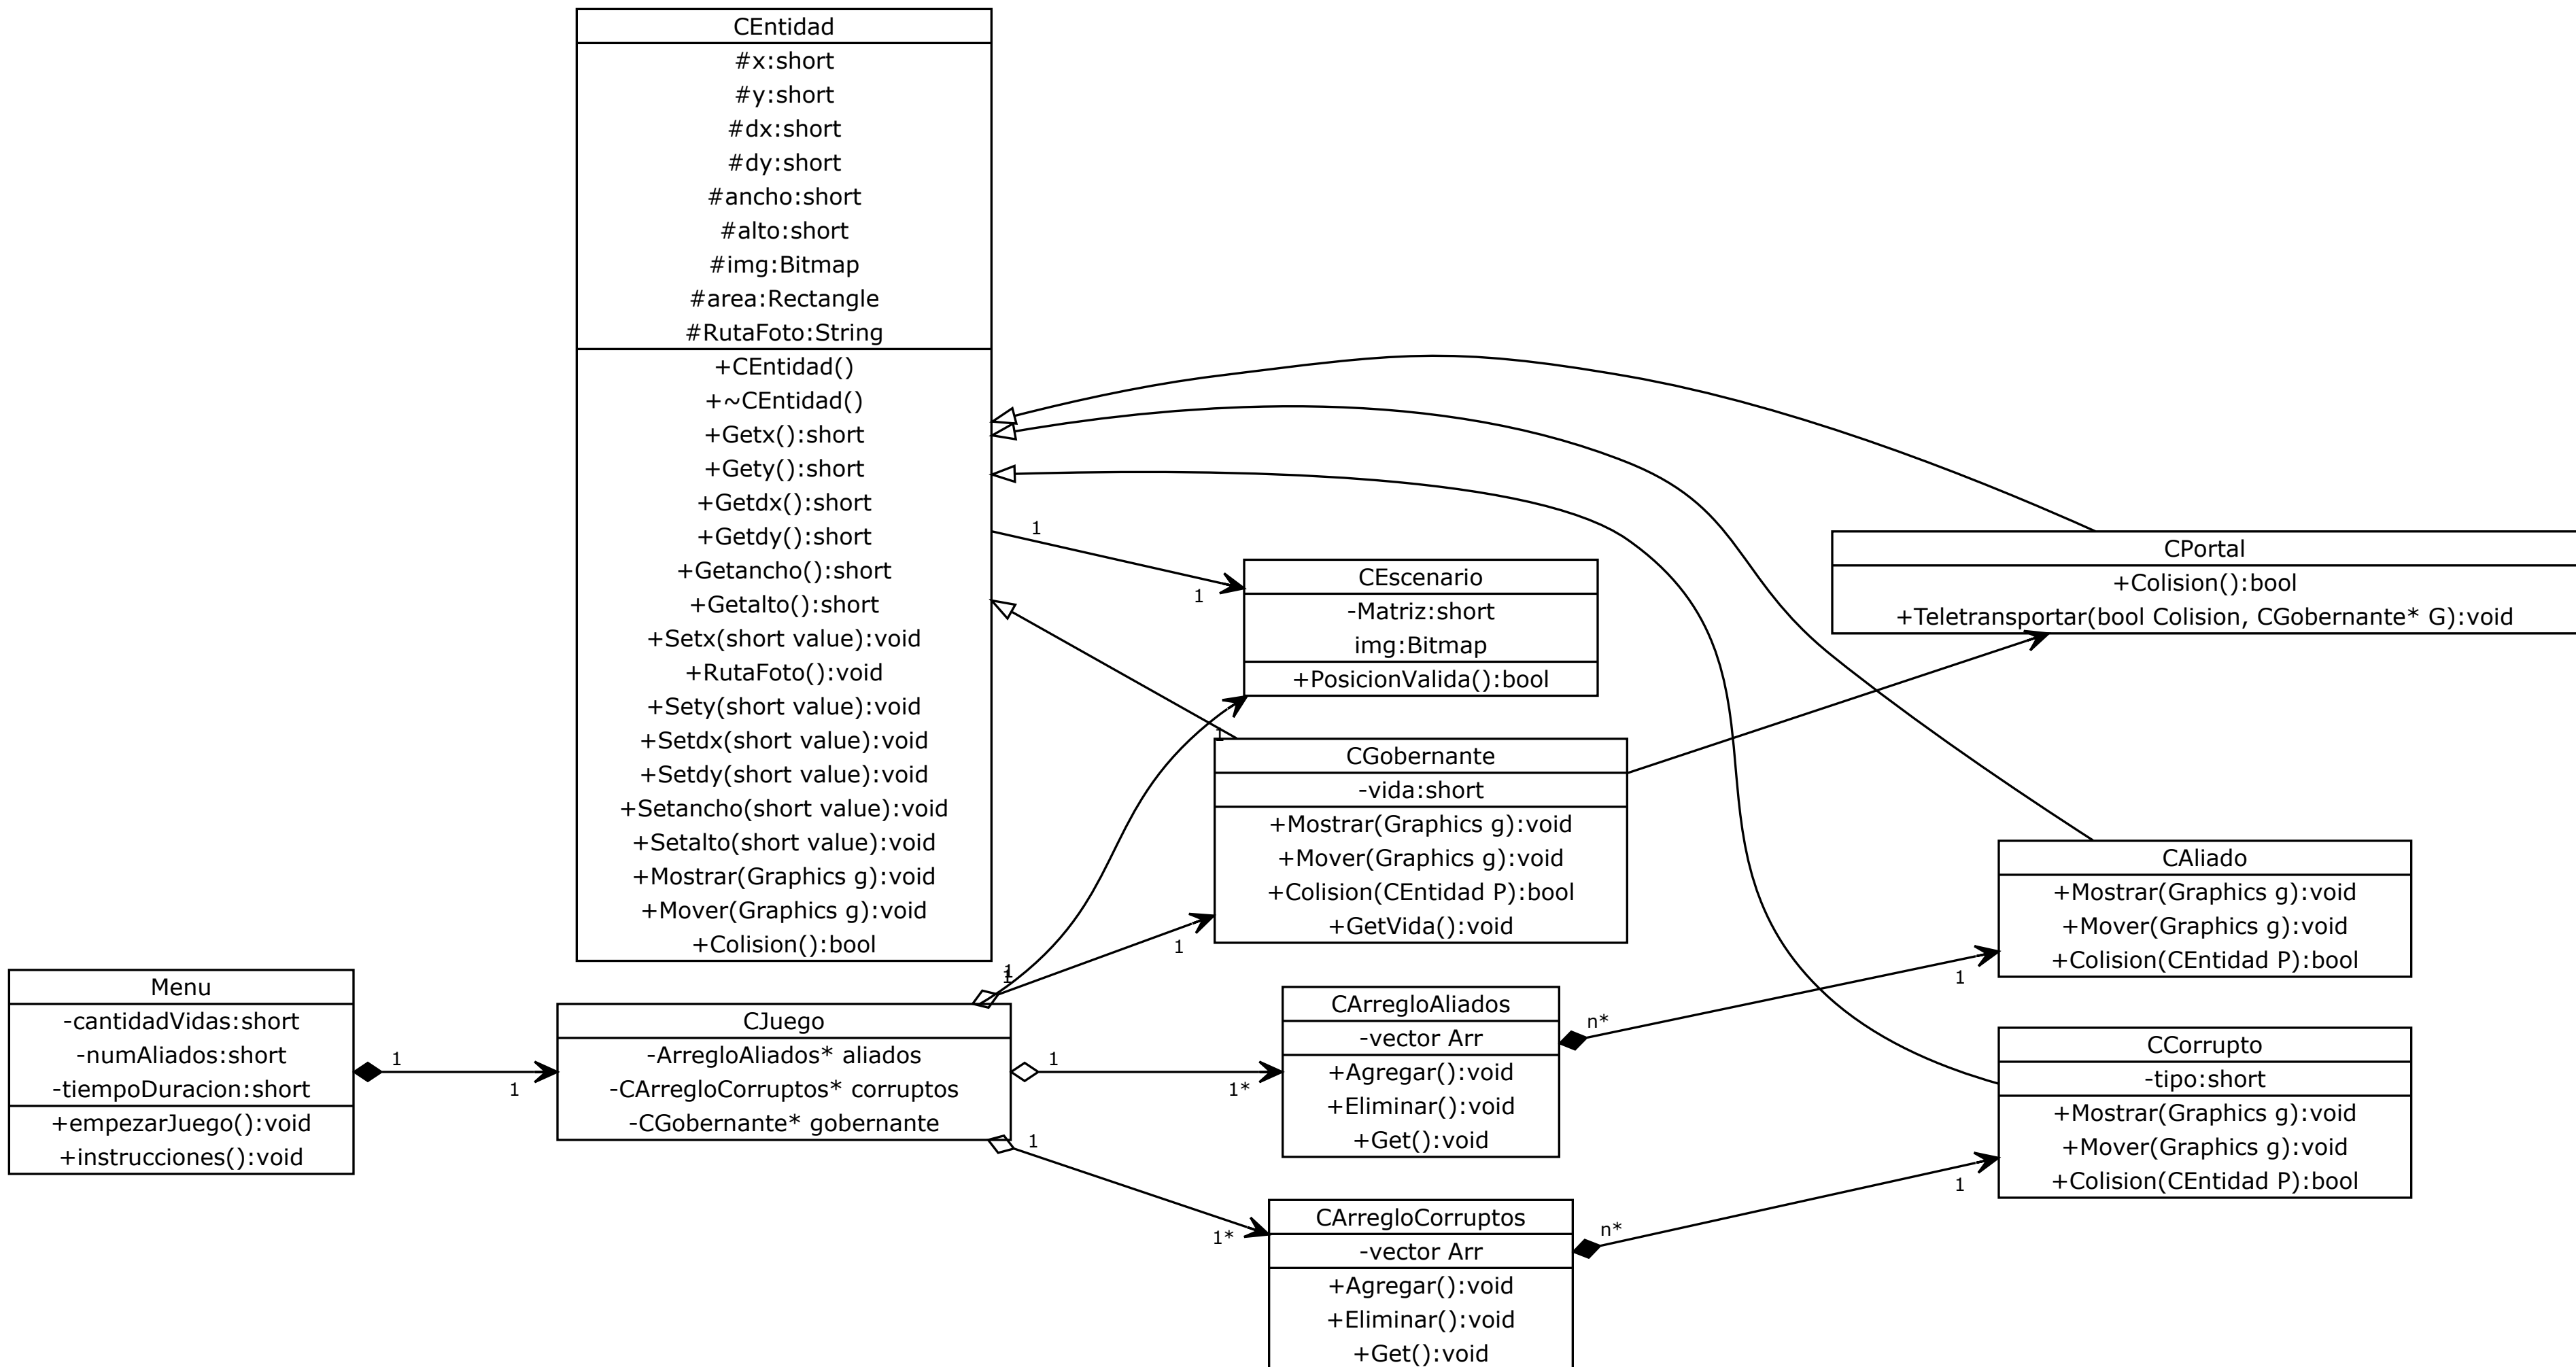 CEntidad
#x:short
#y:short
#dx:short
#dy:short
#ancho:short
#alto:short
#img:Bitmap
#area:Rectangle
#RutaFoto:String
+CEntidad()
+~CEntidad()
+Getx():short
+Gety():short
+Getdx():short
+Getdy():short
+Getancho():short
+Getalto():short
+Setx(short value):void
+RutaFoto():void
+Sety(short value):void
+Setdx(short value):void
+Setdy(short value):void
+Setancho(short value):void
+Setalto(short value):void
+Mostrar(Graphics g):void
+Mover(Graphics g):void
+Colision():bool
1
1
CEscenario
-Matriz:short
img:Bitmap
+PosicionValida():bool
CPortal
+Colision():bool
+Teletransportar(bool Colision, CGobernante* G):void
1
CGobernante
-vida:short
+Mostrar(Graphics g):void
+Mover(Graphics g):void
+Colision(CEntidad P):bool
+GetVida():void
CAliado
+Mostrar(Graphics g):void
+Mover(Graphics g):void
+Colision(CEntidad P):bool
Menu
-cantidadVidas:short
-numAliados:short
-tiempoDuracion:short
+empezarJuego():void
+instrucciones():void
1
1
CJuego
-ArregloAliados* aliados
-CArregloCorruptos* corruptos
-CGobernante* gobernante
1
1
1
1
1*
1
1*
CArregloAliados
-vector Arr
+Agregar():void
+Eliminar():void
+Get():void
n*
1
CCorrupto
-tipo:short
+Mostrar(Graphics g):void
+Mover(Graphics g):void
+Colision(CEntidad P):bool
CArregloCorruptos
-vector Arr
+Agregar():void
+Eliminar():void
+Get():void
n*
1